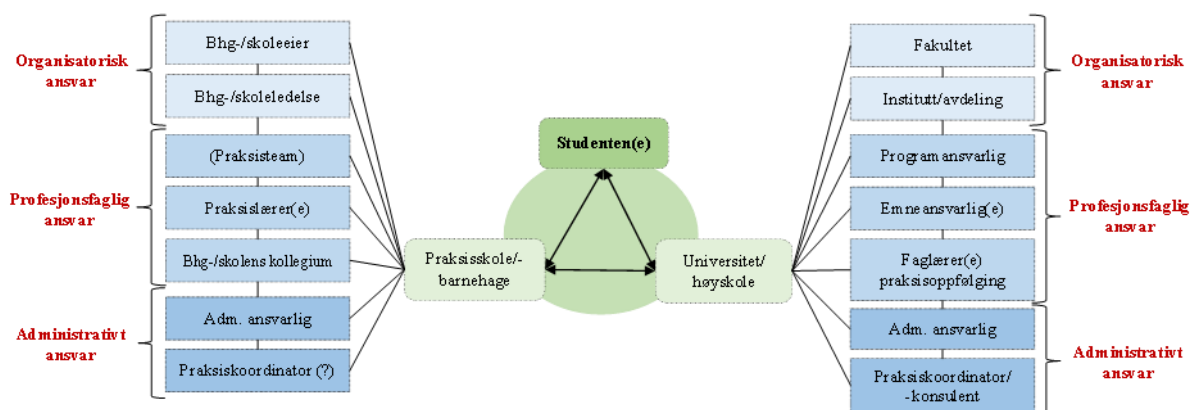 Organisatorisk
ansvar
Profesjonsfaglig
ansvar
Administrativt
ansvar
Bhg-/skoleeier
Bhg-/skoleledelse
(Praksisteam)
Praksislærer(e)
Bhg-/skolens kollegium
Adm. ansvarlig
Praksiskoordinator (?)
Studenten(e)
Praksisskole/-
barnehage
Universitet/
høyskole
Fakultet
Institutt/avdeling
Programansvarlig
Emneansvarlig(e)
Faglærer(e)
praksisoppfølging
Adm. ansvarlig
Praksiskoordinator/
-konsulent
Organisatorisk
ansvar
Profesjonsfaglig
ansvar
Administrativt
ansvar